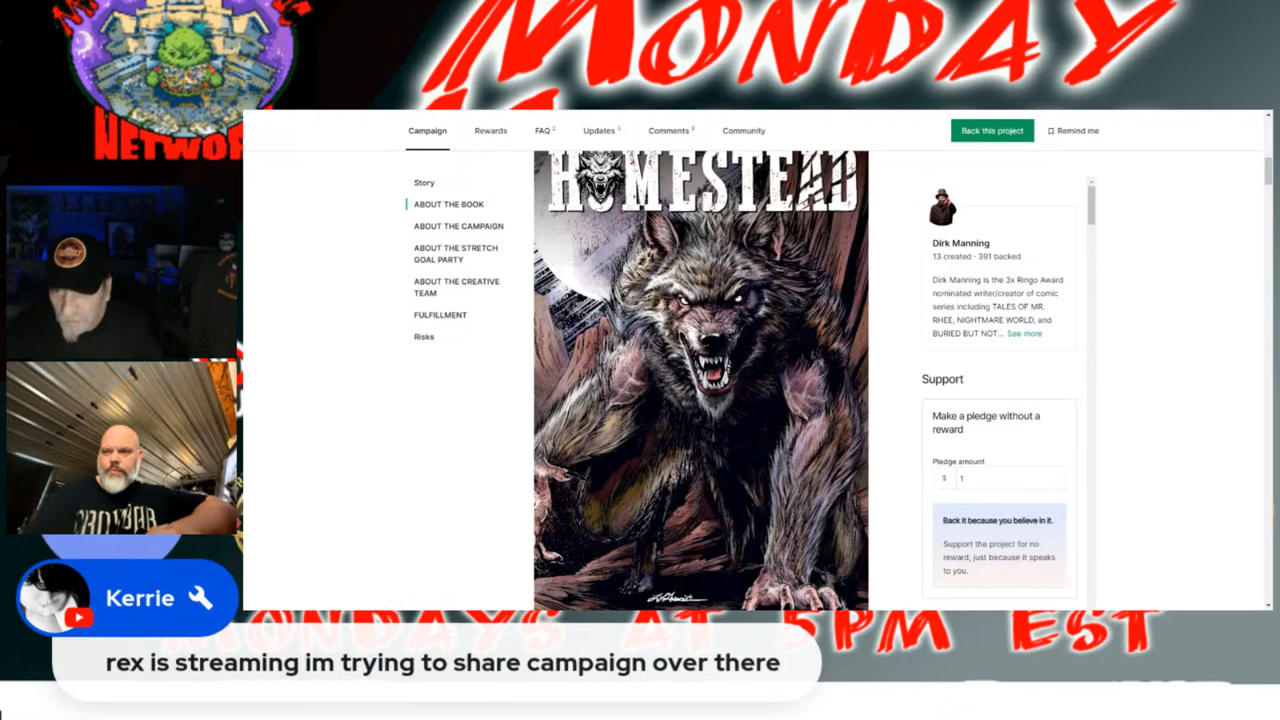 MONDAY
NETWO
Campaign
Rewards
FAQ 2
Updates
Comments
Community
Back this project
Remind me
Story
ABOUT THE BOOK
ABOUT THE CAMPAIGN
ABOUT THE STRETCH
GOAL PARTY
ABOUT THE CREATIVE
TEAM
FULFILLMENT
Risks
HOMESTEAD
Dirk Manning
13 created · 391 backed
Dirk Manning is the 3x Ringo Award
nominated writer/creator of comic
series including TALES OF MR.
RHEE, NIGHTMARE WORLD, and
BURIED BUT NOT... See more
Support
Make a pledge without a
reward
Pledge amount
$ 1
Back it because you believe in it.
Support the project for no
reward, just because it speaks
to you.
CROWBAR
Kerrie
MONDAYS AT 5PM EST
rex is streaming im trying to share campaign over there